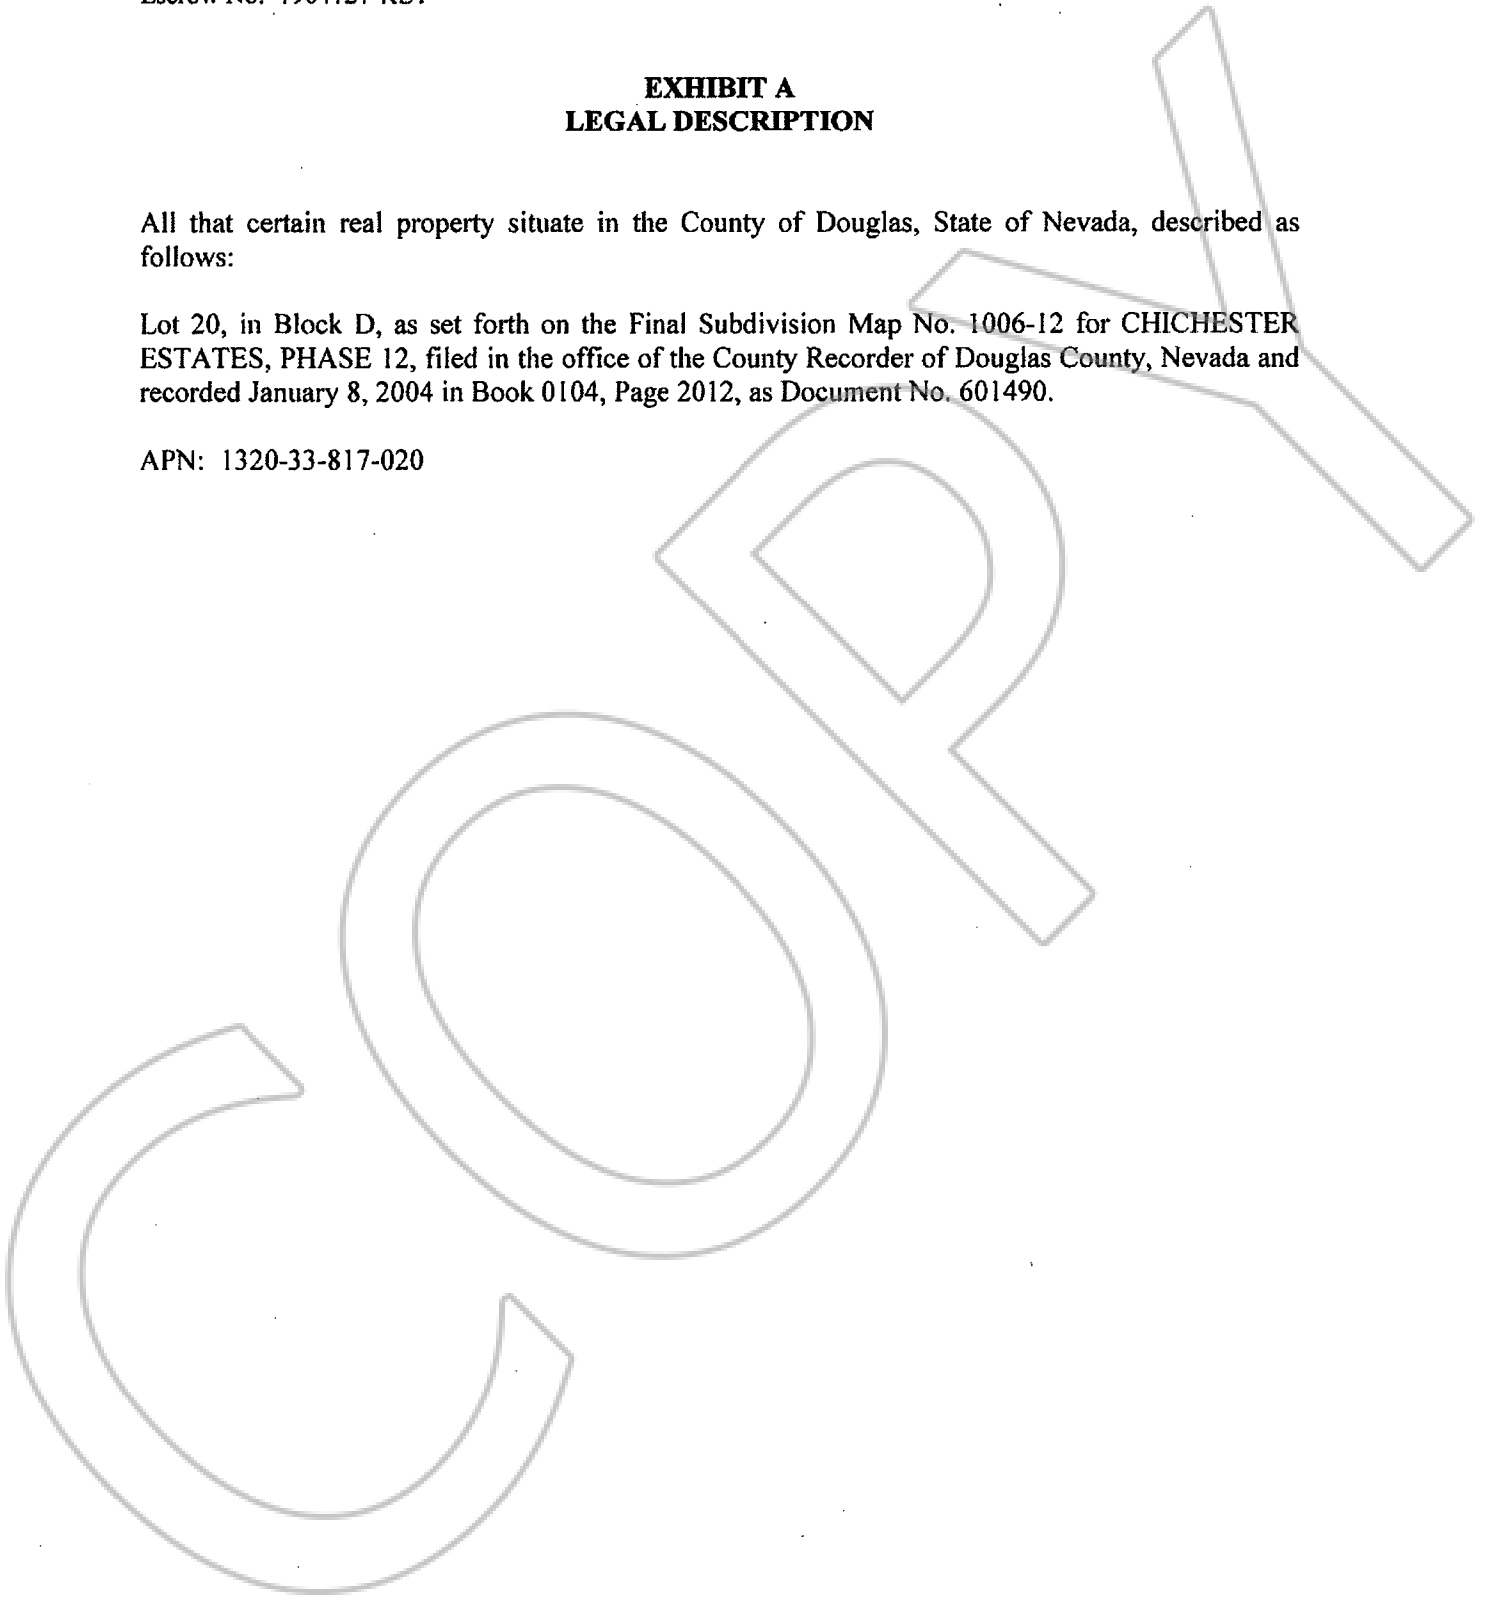 Escrow No.
EXHIBIT A
LEGAL DESCRIPTION
All that certain real property situate in the County of Douglas, State of Nevada, described as
follows:
Lot 20, in Block D, as set forth on the Final Subdivision Map No. 1006-12 for CHICHESTER
ESTATES, PHASE 12, filed in the office of the County Recorder of Douglas County, Nevada and
recorded January 8, 2004 in Book 0104, Page 2012, as Document No. 601490.
APN: 1320-33-817-020
COPY